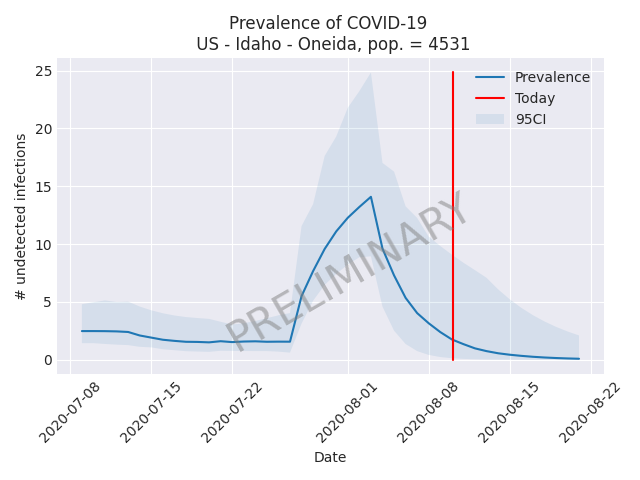 Prevalence of COVID-19
US - Idaho - Oneida, pop. = 4531
25
20
15
10
5
0
# undetected infections
Prevalence
Today
95CI
PRELIMINARY
2020-07-08
2020-07-15
2020-07-22
2020-08-01
2020-08-08
2020-08-15
2020-08-22
Date